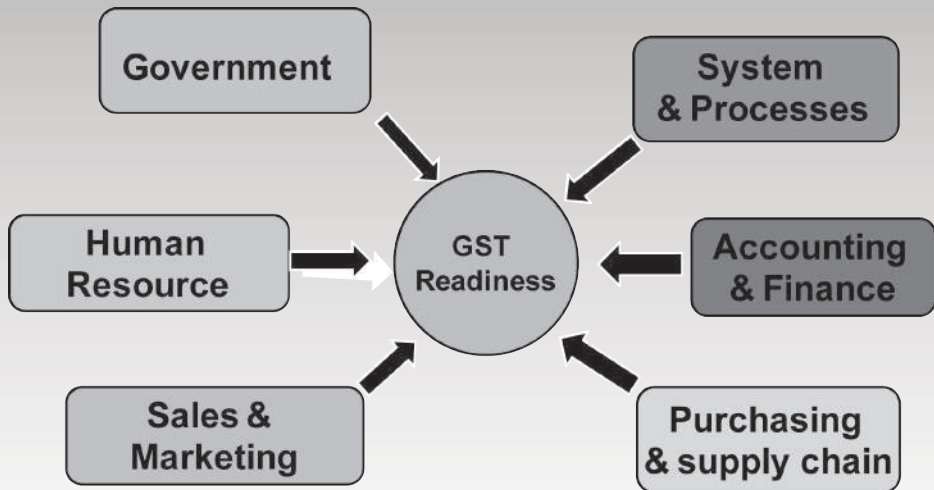 Government
System
& Processes
Human
Resource
GST
Readiness
Accounting
& Finance
Sales &
Marketing
Purchasing
& supply chain